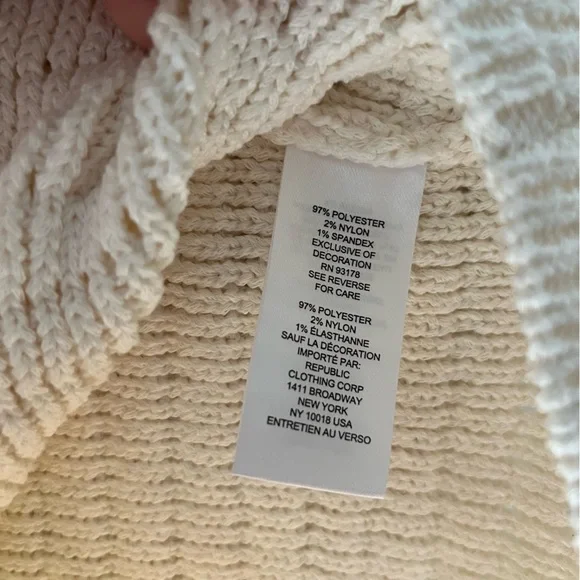 97% POLYESTER
2% NYLON
1% SPANDEX
EXCLUSIVE OF
DECORATION
RN 93178
SEE REVERSE
FOR CARE
97% POLYESTER
2% NYLON
1% ÉLASTHANNE
SAUF LA DÉCORATION
IMPORTÉ PAR:
REPUBLIC
CLOTHING CORP
1411 BROADWAY
NEW YORK
NY 10018 USA
ENTRETIEN AU VERSO